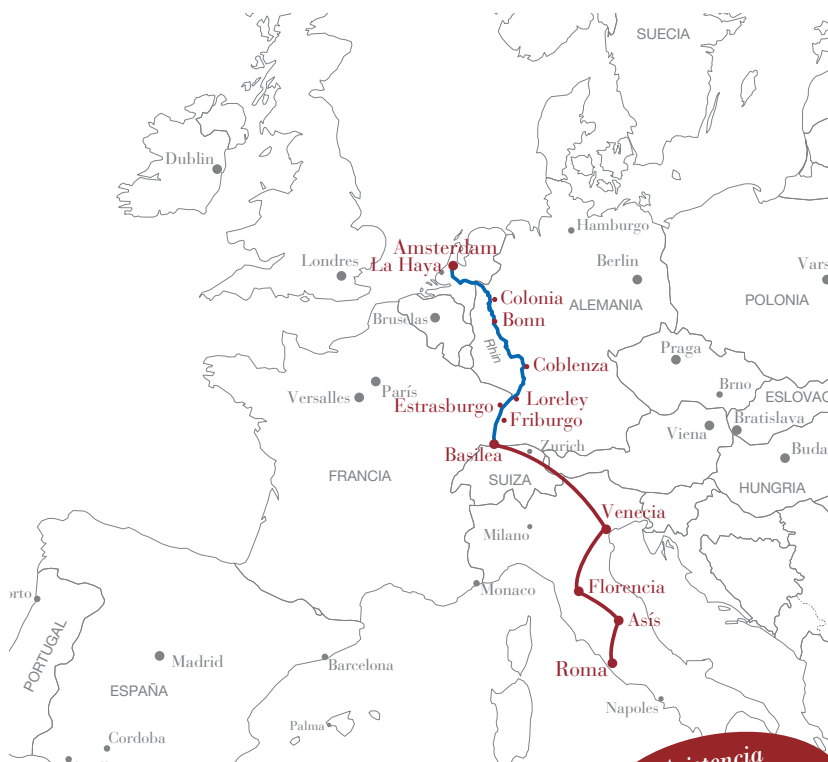 SUECIA
Dublin
Hamburgo
Amsterdam
La Haya
Londres
Berlin
Colonia
ALEMANIA
POLONIA
Bruselas
Bonn
Rhin
Praga
Coblenza
Versalles
París
Brno
ESLOVAC
Estrasburgo
Loreley
Friburgo
Bratislava
Viena
Basilea
Zurich
Buda
FRANCIA
SUIZA
HUNGRIA
Venecia
Milano
Monaco
Florencia
Asís
PORTUGAL
Madrid
Barcelona
Roma
ESPAÑA
Napoles
Palma
Cordoba